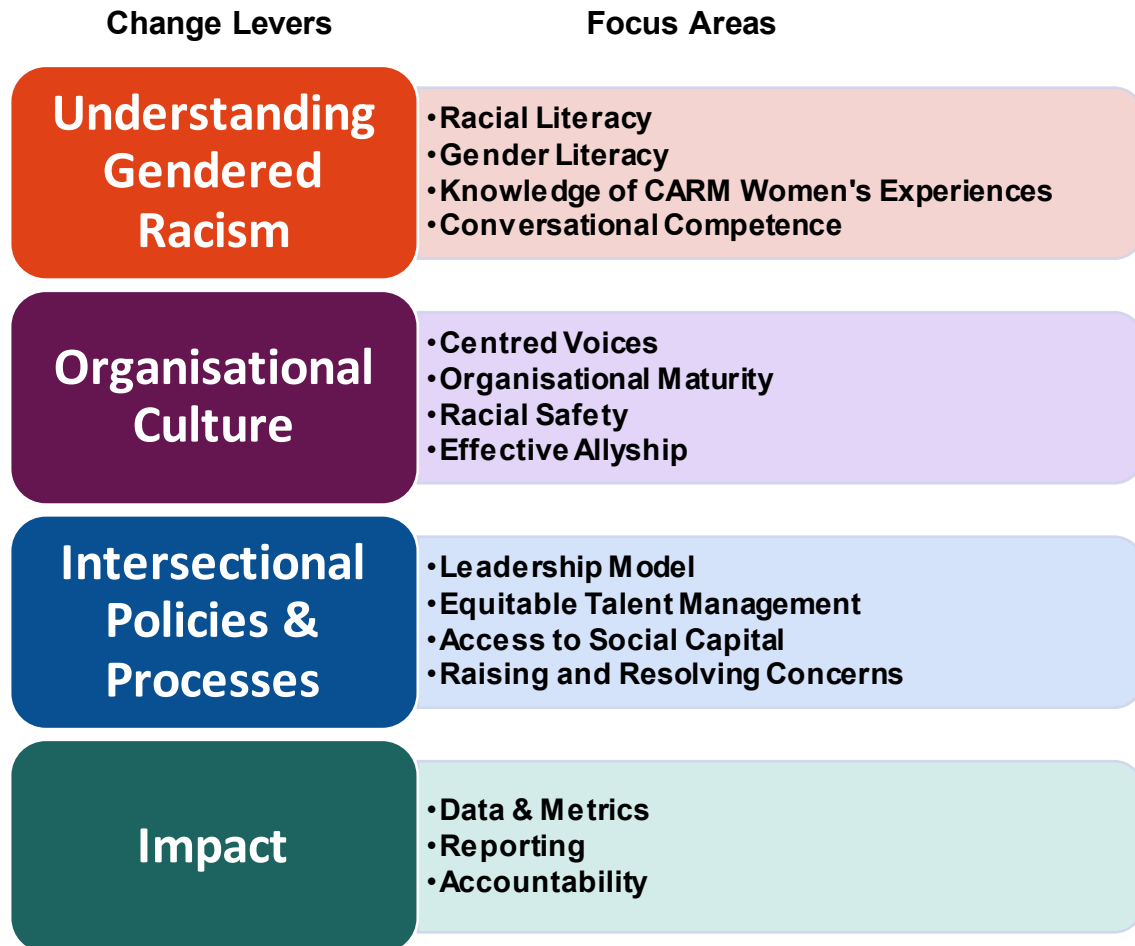 Change Levers
Focus Areas
Understanding
Gendered
Racism
•Racial Literacy
•Gender Literacy
•Knowledge of CARM Women's Experiences
•Conversational Competence
Organisational
Culture
•Centred Voices
•Organisational Maturity
•Racial Safety
•Effective Allyship
Intersectional
Policies &
Processes
•Leadership Model
•Equitable Talent Management
•Access to Social Capital
•Raising and Resolving Concerns
Impact
•Data & Metrics
•Reporting
•Accountability